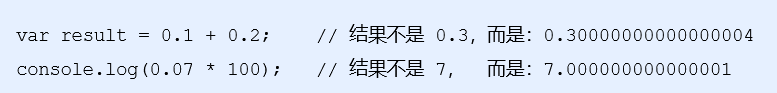 var result = 0.1 + 0.2;    // 结果不是 0.3，而是：0.30000000000000004
console.log(0.07 * 100);   // 结果不是 7，  而是：7.000000000000001